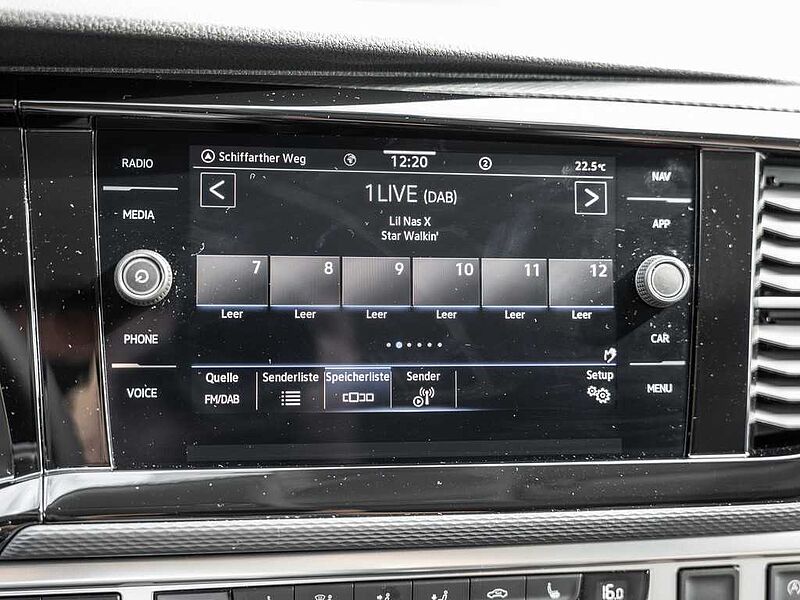 RADIO
MEDIA
PHONE
VOICE
Schiffarther Weg
12:20
2
22.5°C
1LIVE (DAB)
Lil Nas X
Star Walkin'
7 8 9 10 11 12
Leer Leer Leer Leer Leer Leer
Quelle Senderliste Speicherliste Sender Setup
FM/DAB
NAV
APP
CAR
MENU
16.0